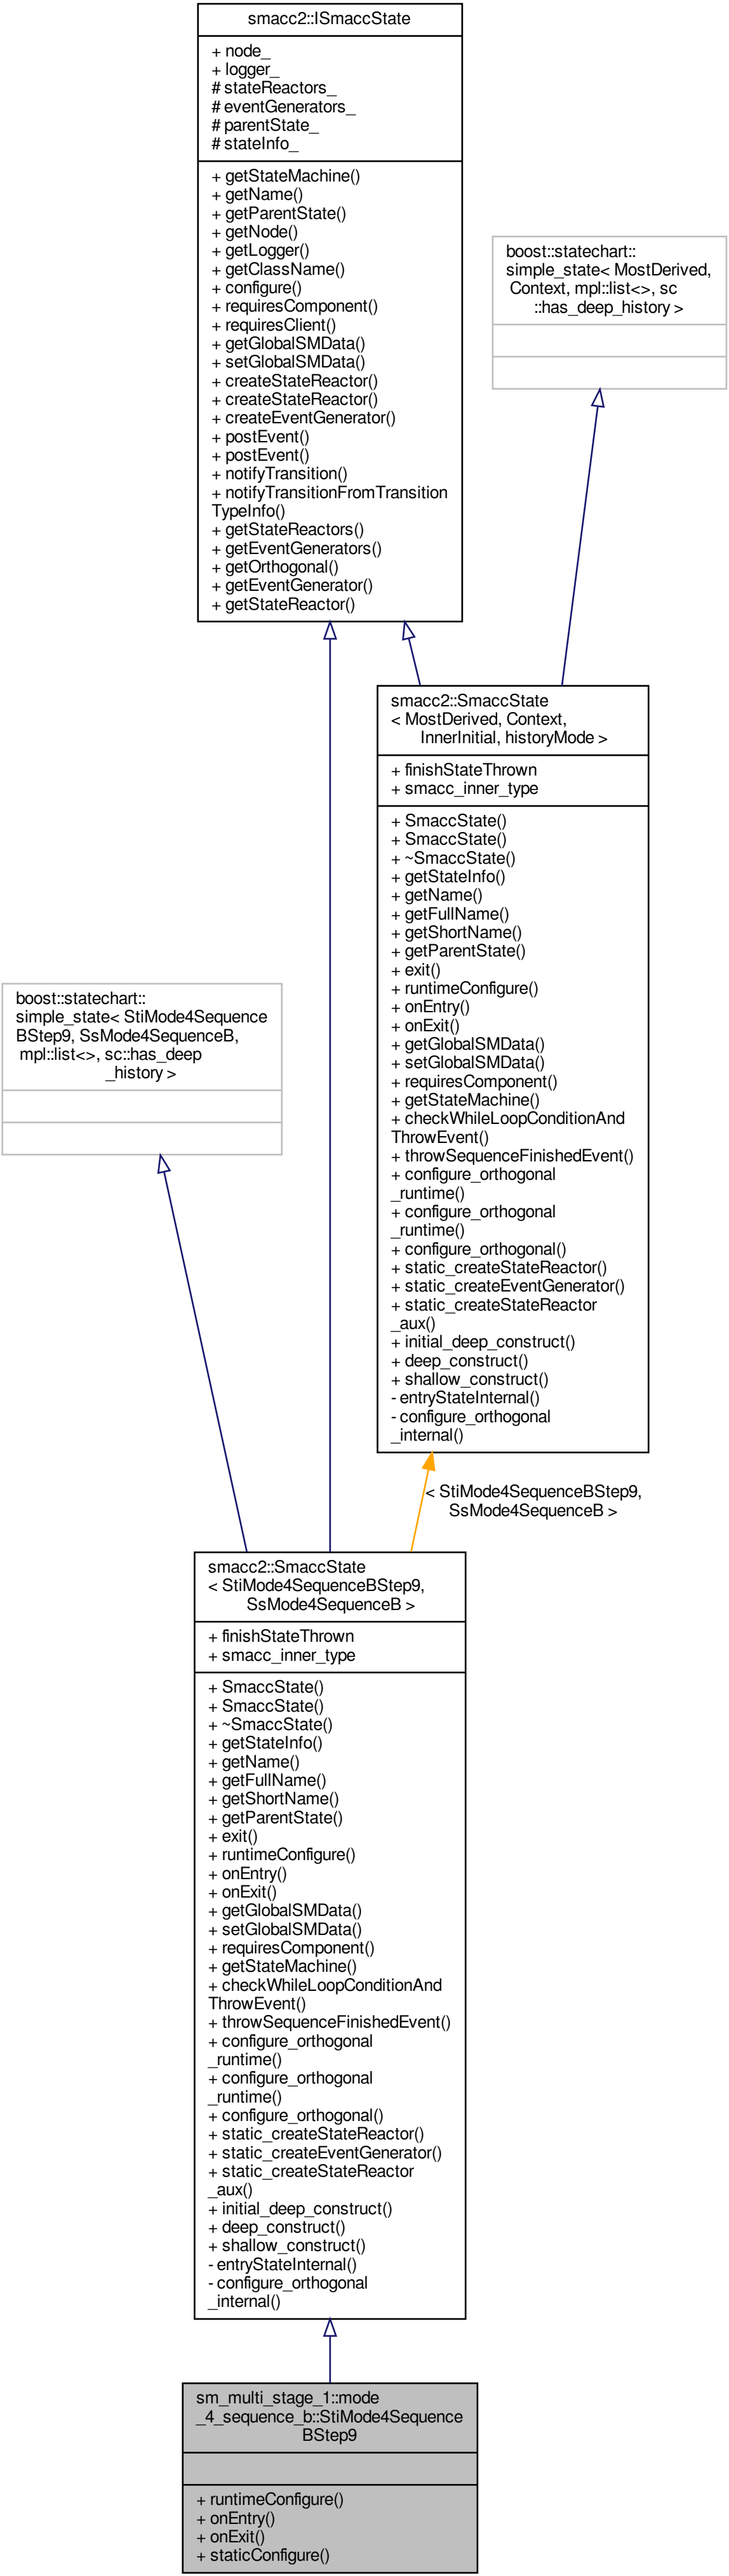 smacc2::ISmaccState
+ node_
+ logger_
# stateReactors_
# eventGenerators_
# parentState_
# stateInfo_
+ getStateMachine()
+ getName()
+ getParentState()
+ getNode()
+ getLogger()
+ getClassName()
+ configure()
+ requiresComponent()
+ requiresClient()
+ getGlobalSMData()
+ setGlobalSMData()
+ createStateReactor()
+ createStateReactor()
+ createEventGenerator()
+ postEvent()
+ postEvent()
+ notifyTransition()
+ notifyTransitionFromTransition
TypeInfo()
+ getStateReactors()
+ getEventGenerators()
+ getOrthogonal()
+ getEventGenerator()
+ getStateReactor()
boost::statechart::
simple_state< MostDerived,
Context, mpl::list<>, sc
::has_deep_history >
smacc2::SmaccState
< MostDerived, Context,
InnerInitial, historyMode >
+ finishStateThrown
+ smacc_inner_type
+ SmaccState()
+ SmaccState()
+ ~SmaccState()
+ getStateInfo()
+ getName()
+ getFullName()
+ getShortName()
+ getParentState()
+ exit()
+ runtimeConfigure()
+ onEntry()
+ onExit()
+ getGlobalSMData()
+ setGlobalSMData()
+ requiresComponent()
+ getStateMachine()
+ checkWhileLoopConditionAnd
ThrowEvent()
+ throwSequenceFinishedEvent()
+ configure_orthogonal
_runtime()
+ configure_orthogonal
_runtime()
+ configure_orthogonal()
+ static_createStateReactor()
+ static_createEventGenerator()
+ static_createStateReactor
_aux()
+ initial_deep_construct()
+ deep_construct()
+ shallow_construct()
- entryStateInternal()
- configure_orthogonal
_internal()
boost::statechart::
simple_state< StiMode4Sequence
BStep9, SsMode4SequenceB,
mpl::list<>, sc::has_deep
_history >
< StiMode4SequenceBStep9,
SsMode4SequenceB >
smacc2::SmaccState
< StiMode4SequenceBStep9,
SsMode4SequenceB >
+ finishStateThrown
+ smacc_inner_type
+ SmaccState()
+ SmaccState()
+ ~SmaccState()
+ getStateInfo()
+ getName()
+ getFullName()
+ getShortName()
+ getParentState()
+ exit()
+ runtimeConfigure()
+ onEntry()
+ onExit()
+ getGlobalSMData()
+ setGlobalSMData()
+ requiresComponent()
+ getStateMachine()
+ checkWhileLoopConditionAnd
ThrowEvent()
+ throwSequenceFinishedEvent()
+ configure_orthogonal
_runtime()
+ configure_orthogonal
_runtime()
+ configure_orthogonal()
+ static_createStateReactor()
+ static_createEventGenerator()
+ static_createStateReactor
_aux()
+ initial_deep_construct()
+ deep_construct()
+ shallow_construct()
- entryStateInternal()
- configure_orthogonal
_internal()
sm_multi_stage_1::mode
_4_sequence_b::StiMode4Sequence
BStep9
+ runtimeConfigure()
+ onEntry()
+ onExit()
+ staticConfigure()